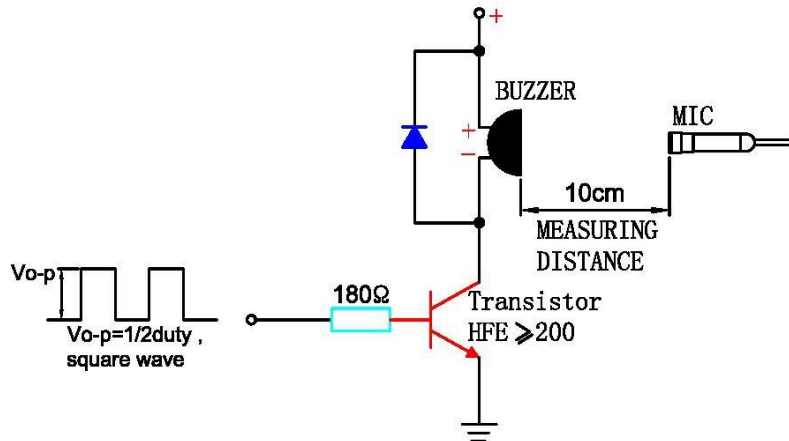 +
BUZZER
+
−
MIC
10cm
MEASURING
DISTANCE
Vo-p
180Ω
Transistor
HFE ≥200
Vo-p=1/2duty ,
square wave